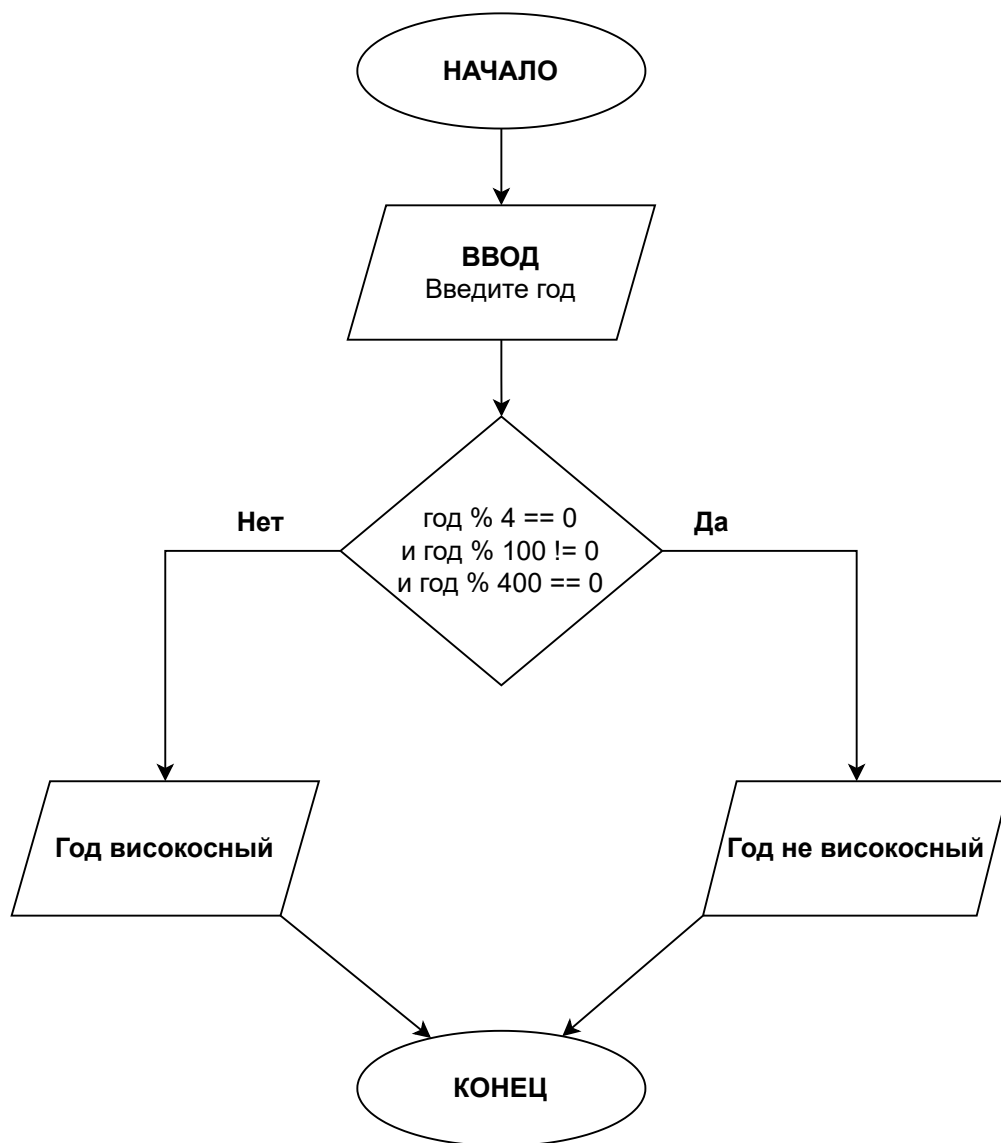 НАЧАЛО
ВВОД
Введите год
Нет
Да
год % 4 == 0
и год % 100 != 0
и год % 400 == 0
Год високосный
Год не високосный
КОНЕЦ